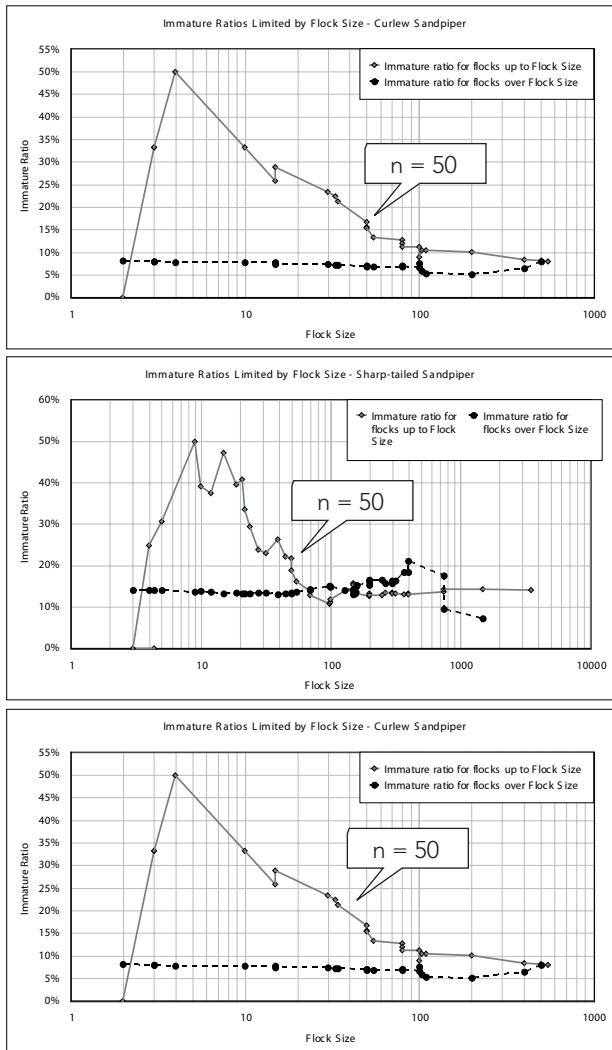 Immature Ratios Limited by Flock Size - Curlew Sandpiper
55%
50%
45%
40%
35%
30%
25%
20%
15%
10%
5%
0%
Immature Ratio
Immature ratio for flocks up to Flock Size
Immature ratio for flocks over Flock Size
n = 50
1
10
100
1000
Flock Size
Immature Ratios Limited by Flock Size - Sharp-tailed Sandpiper
60%
50%
40%
30%
20%
10%
0%
Immature Ratio
Immature ratio for
flocks up to Flock
Size
Immature ratio for
flocks over Flock Size
n = 50
1
10
100
1000
10000
Flock Size
Immature Ratios Limited by Flock Size - Curlew Sandpiper
55%
50%
45%
40%
35%
30%
25%
20%
15%
10%
5%
0%
Immature Ratio
Immature ratio for flocks up to Flock Size
Immature ratio for flocks over Flock Size
n = 50
1
10
100
1000
Flock Size